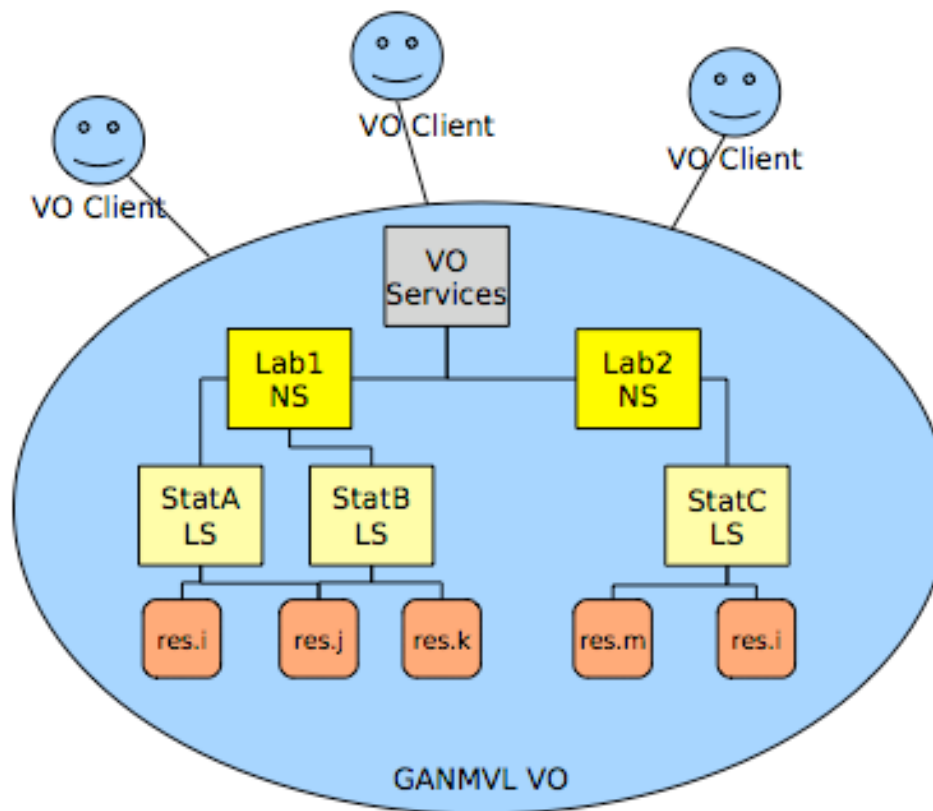 VO Client
VO Client
VO Client
VO
Services
Lab1
NS
Lab2
NS
StatA
LS
StatB
LS
StatC
LS
res.i
res.j
res.k
res.m
res.i
GANMVL VO